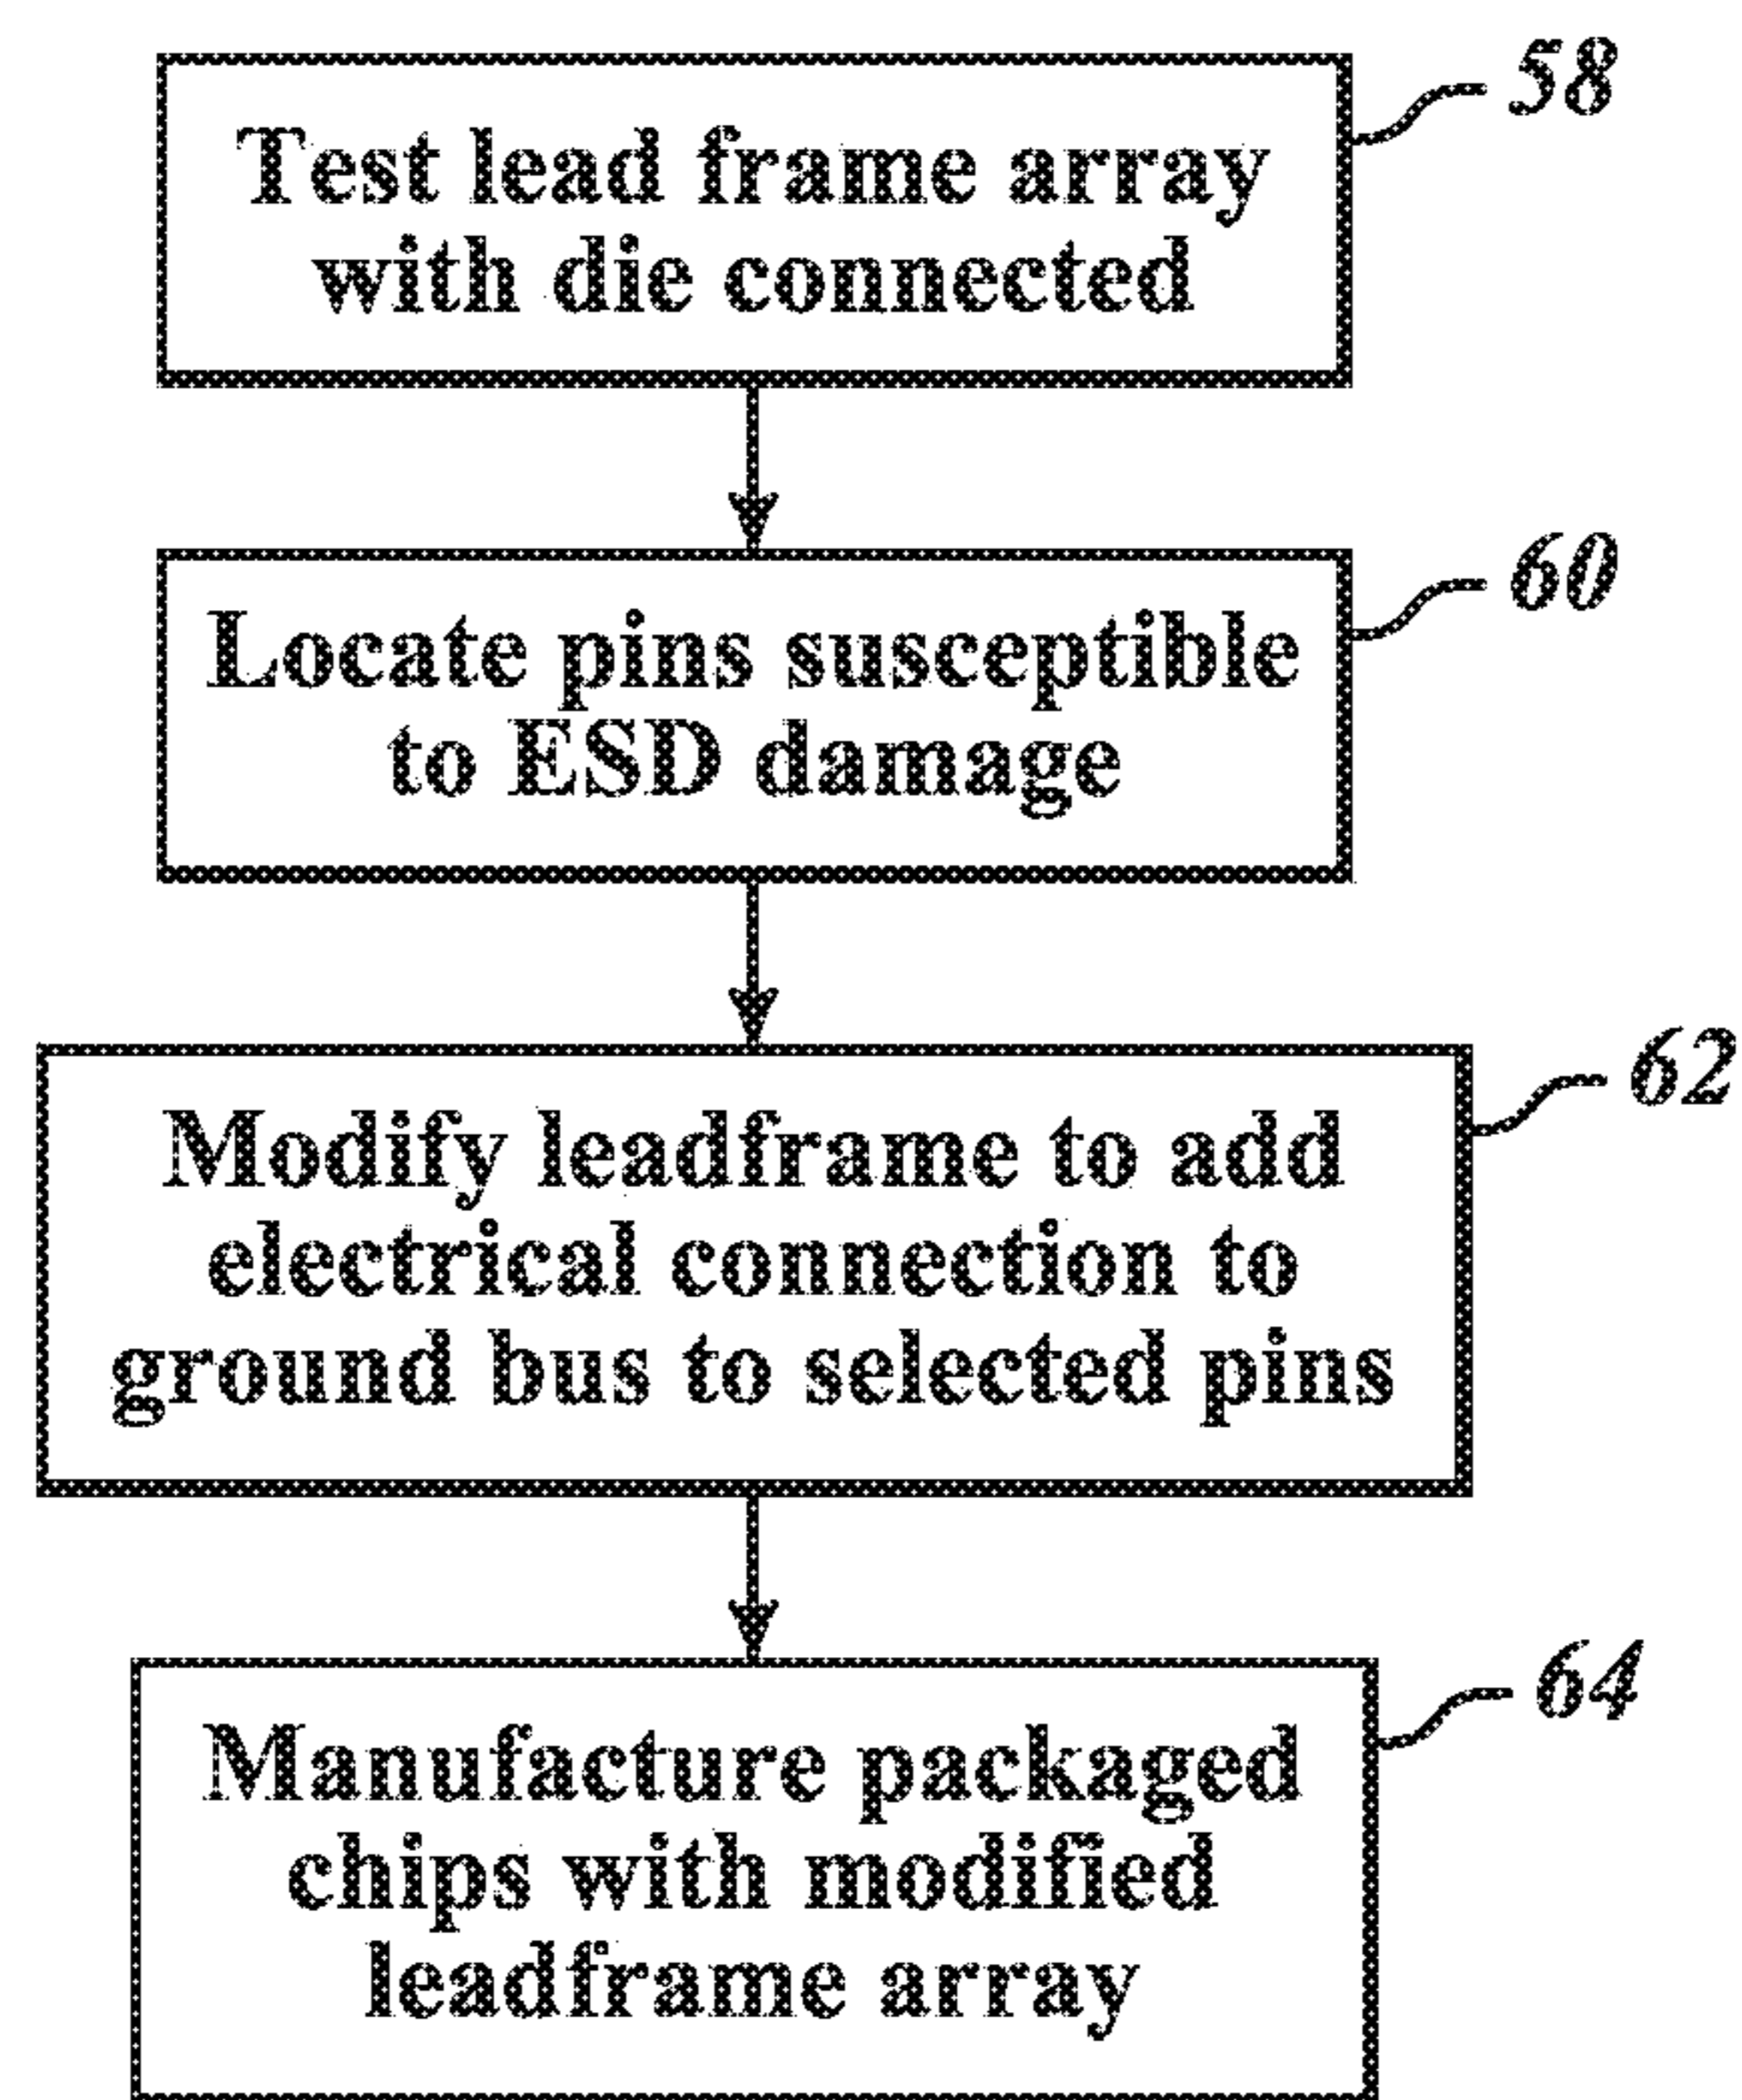 58
Test lead frame array
with die connected
60
Locate pins susceptible
to ESD damage
62
Modify leadframe to add
electrical connection to
ground bus to selected pins
64
Manufacture packaged
chips with modified
leadframe array